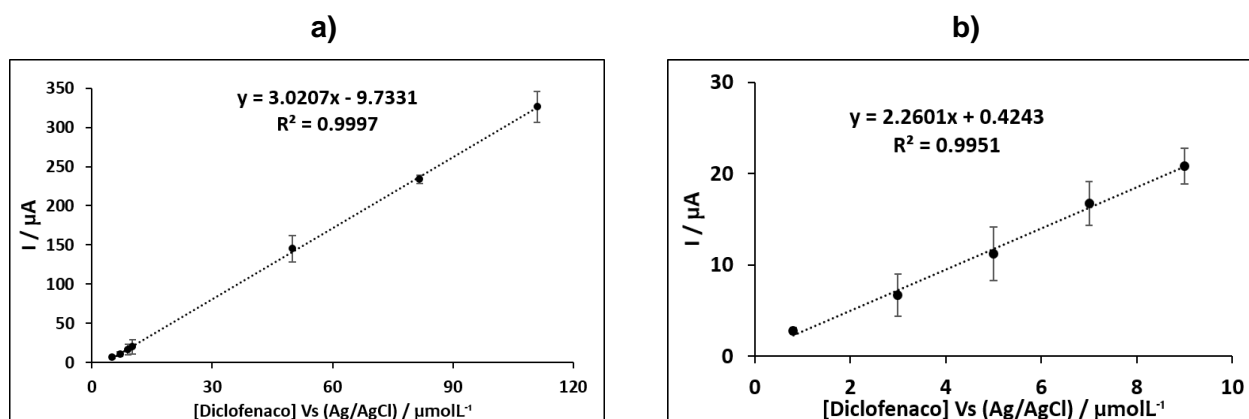 a)
y = 3.0207x - 9.7331
R² = 0.9997
350
300
250
200
150
100
50
0
0 30 60 90 120
I / µA
[Diclofenaco] Vs (Ag/AgCl) / µmolL⁻¹
b)
y = 2.2601x + 0.4243
R² = 0.9951
30
20
10
0
0 2 4 6 8 10
I / µA
[Diclofenaco] Vs (Ag/AgCl) / µmolL⁻¹